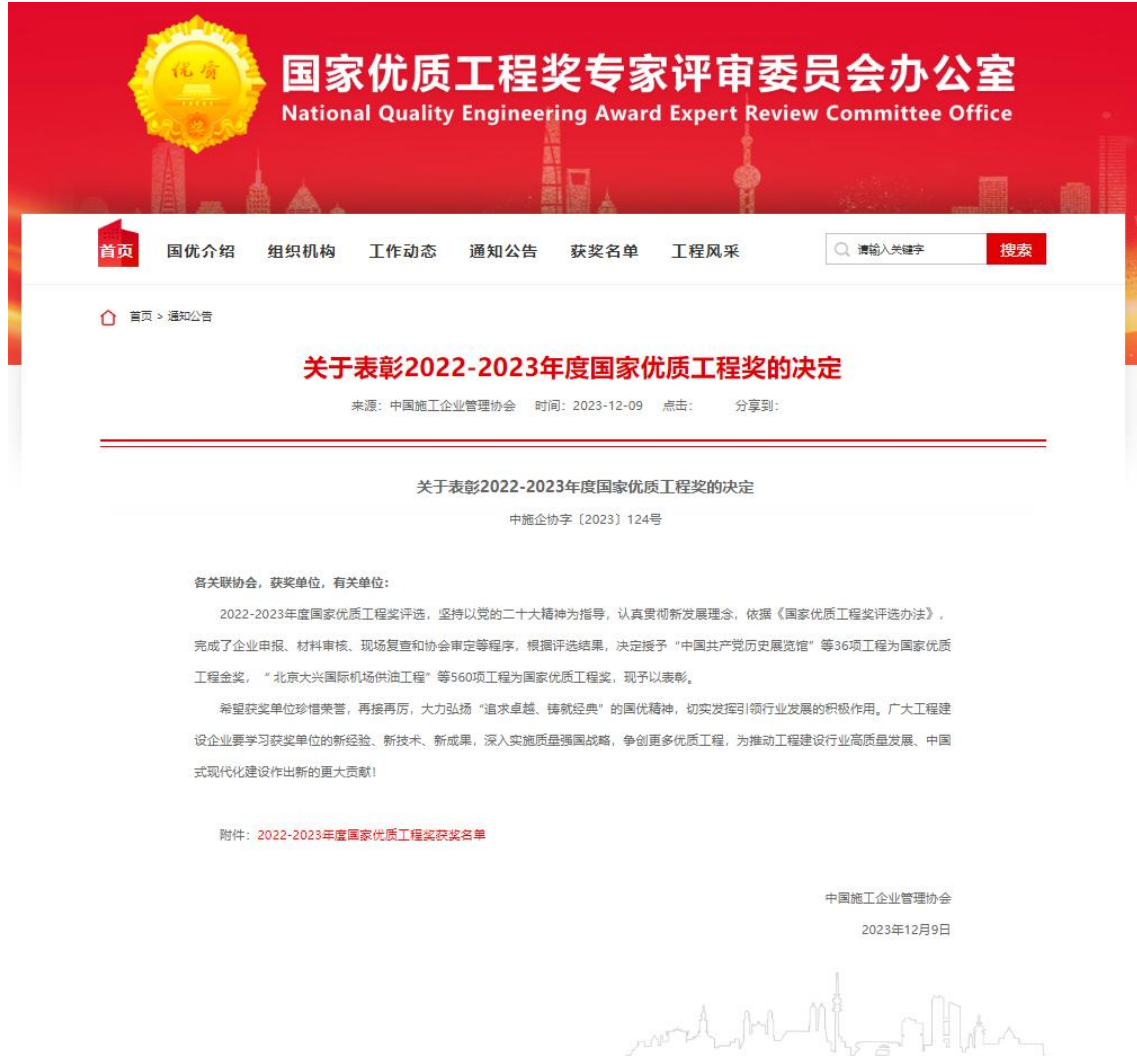 优质
奖
国家优质工程奖专家评审委员会办公室
National Quality Engineering Award Expert Review Committee Office
首页 国优介绍 组织机构 工作动态 通知公告 获奖名单 工程风采 请输入关键字 搜索
首页 > 通知公告
关于表彰2022-2023年度国家优质工程奖的决定
来源：中国施工企业管理协会 时间：2023-12-09 点击： 分享到：
关于表彰2022-2023年度国家优质工程奖的决定
中施企协字〔2023〕124号
各关联协会，获奖单位，有关单位：
2022-2023年度国家优质工程奖评选，坚持以党的二十大精神为指导，认真贯彻新发展理念，依据《国家优质工程奖评选办法》，
完成了企业申报、材料审核、现场复查和协会审定等程序，根据评选结果，决定授予“中国共产党历史展览馆”等36项工程为国家优质
工程金奖，“北京大兴国际机场供油工程”等560项工程为国家优质工程奖，现予以表彰。
希望获奖单位珍惜荣誉，再接再厉，大力弘扬“追求卓越、铸就经典”的国优精神，切实发挥引领行业发展的积极作用。广大工程建
设企业要学习获奖单位的新经验、新技术、新成果，深入实施质量强国战略，争创更多优质工程，为推动工程建设行业高质量发展、中国
式现代化建设作出新的更大贡献！
附件：2022-2023年度国家优质工程奖获奖名单
中国施工企业管理协会
2023年12月9日